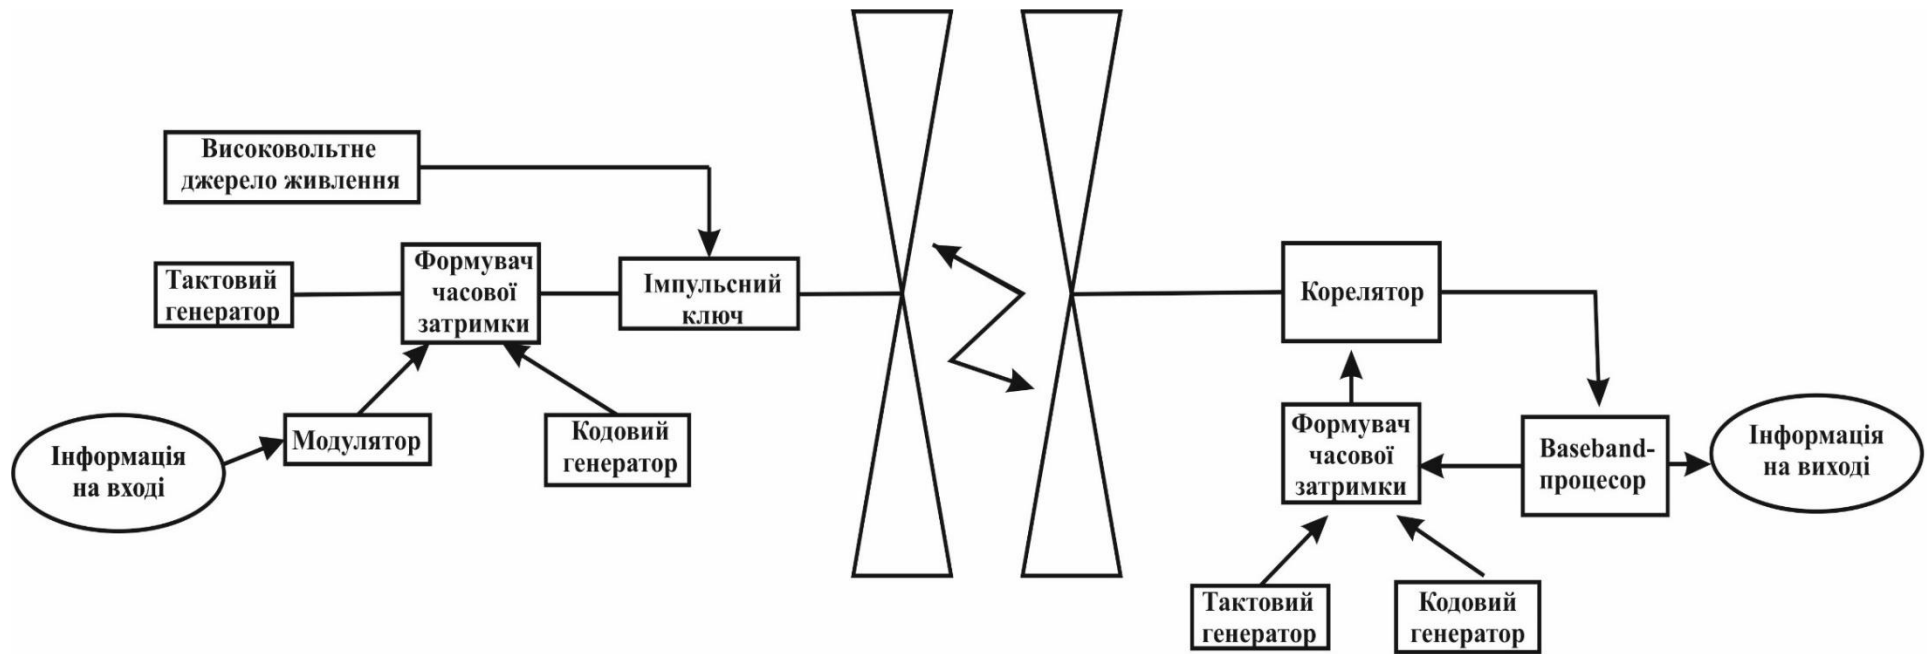 Високовольтне
джерело живлення
Тактовий
генератор
Формувач
часової
затримки
Імпульсний
ключ
Інформація
на вході
Модулятор
Кодовий
генератор
Корелятор
Формувач
часової
затримки
Baseband-
процесор
Інформація
на виході
Тактовий
генератор
Кодовий
генератор